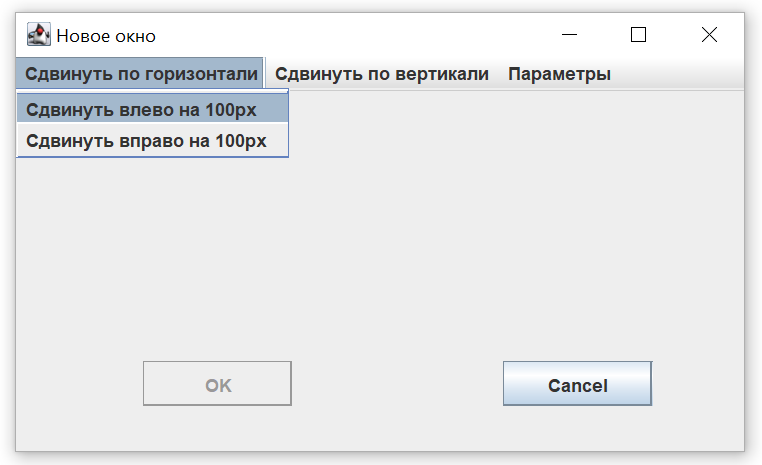 Новое окно
Сдвинуть по горизонтали Сдвинуть по вертикали Параметры
Сдвинуть влево на 100px
Сдвинуть вправо на 100px
OK Cancel